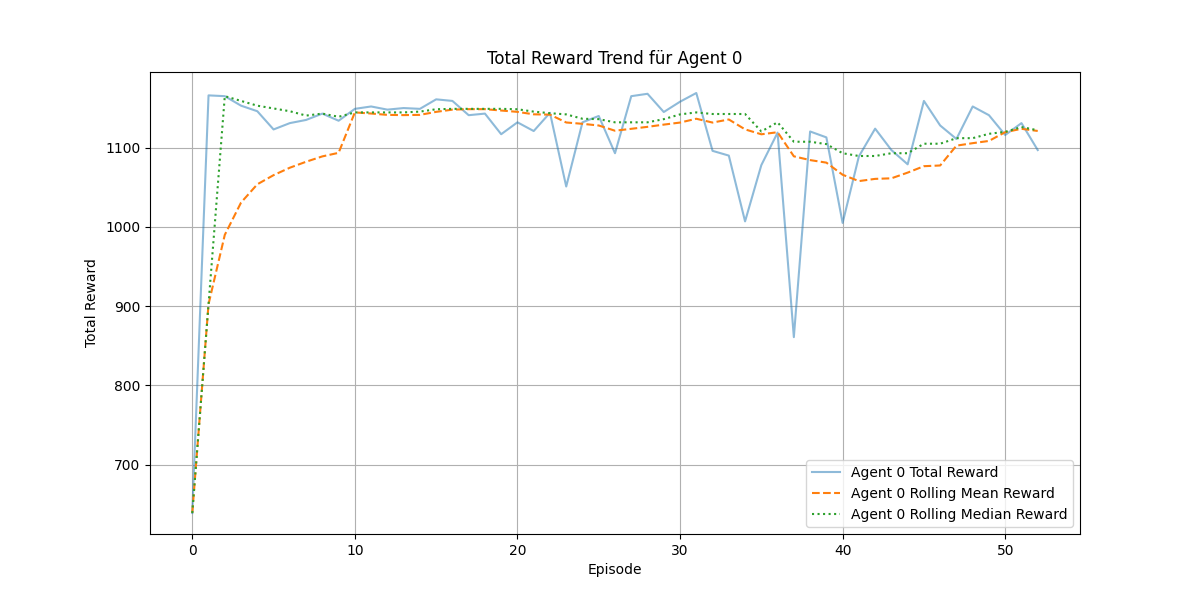 Total Reward Trend für Agent 0
Total Reward
1100
1000
900
800
700
0 10 20 30 40 50
Episode
Agent 0 Total Reward
Agent 0 Rolling Mean Reward
Agent 0 Rolling Median Reward